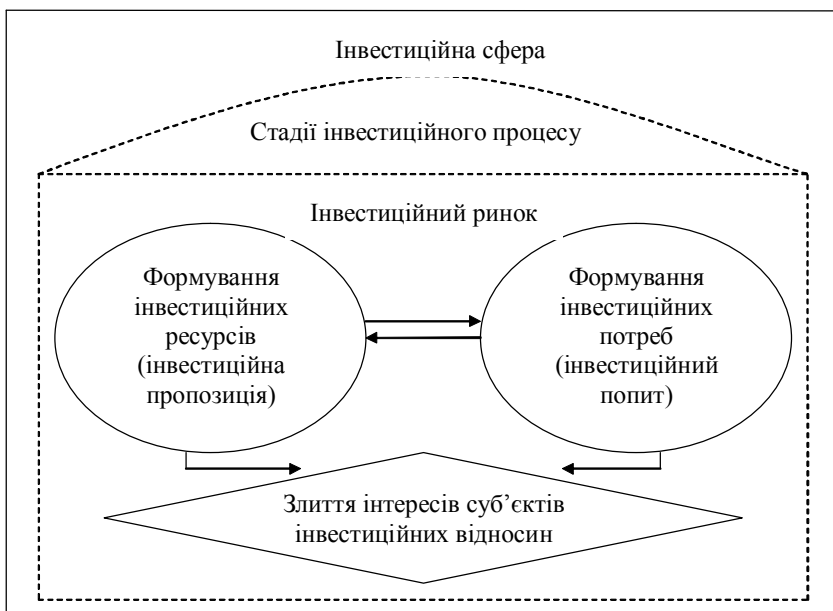 Інвестиційна сфера
Стадії інвестиційного процесу
Інвестиційний ринок
Формування
інвестиційних
ресурсів
(інвестиційна
пропозиція)
Формування
інвестиційних
потреб
(інвестиційний
попит)
Злиття інтересів суб’єктів
інвестиційних відносин